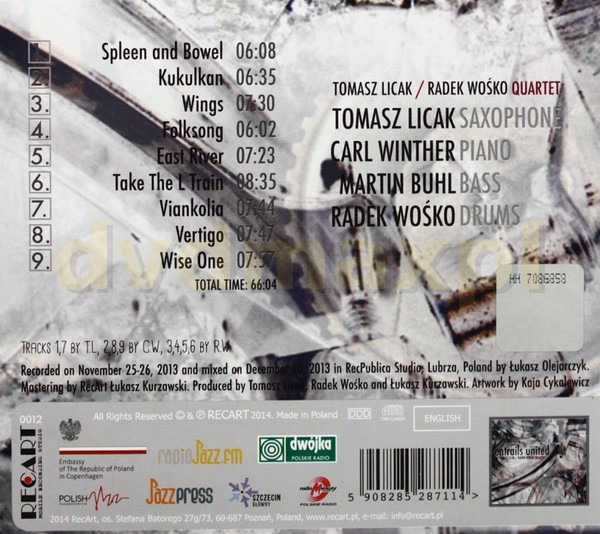 1. Spleen and Bowel 06:08
2. Kukulkan 06:35
3. Wings 07:30
4. Folksong 06:02
5. East River 07:23
6. Take The L Train 08:35
7. Viankolia 07:44
8. Vertigo 07:47
9. Wise One 07:57
TOTAL TIME: 66:04
TOMASZ LICAK / RADEK WOŚKO QUARTET
TOMASZ LICAK SAXOPHONE
CARL WINTHER PIANO
MARTIN BUHL BASS
RADEK WOŚKO DRUMS
HH 7086858
TRACKS 1,7 BY T.L, 2,8,9 BY C.W, 3,4,5,6 BY R.W
Recorded on November 25-26, 2013 and mixed on December 2013 in RecPublica Studio, Lubrza, Poland by Łukasz Olejarczyk.
Mastering by RecArt Łukasz Kurzawski. Produced by Tomasz Licak, Radek Wośko and Łukasz Kurzawski. Artwork by Kaja Cykalewicz
0012
RECART
All Rights Reserved © & ℗ RECART 2014. Made in Poland
DDD
ENGLISH
Embassy
of The Republic of Poland
in Copenhagen
radioJAZZ.fm
dwójka
POLSKIE RADIO
POLISH
JAZZPRESS
SZCZECIN
GŁÓWNY
POLSKIE RADIO
5 908285 287114
entrails united
2014 RecArt, os. Stefana Batorego 27g/73, 60-687 Poznań, Poland, www.recart.pl, e-mail: info@recart.pl